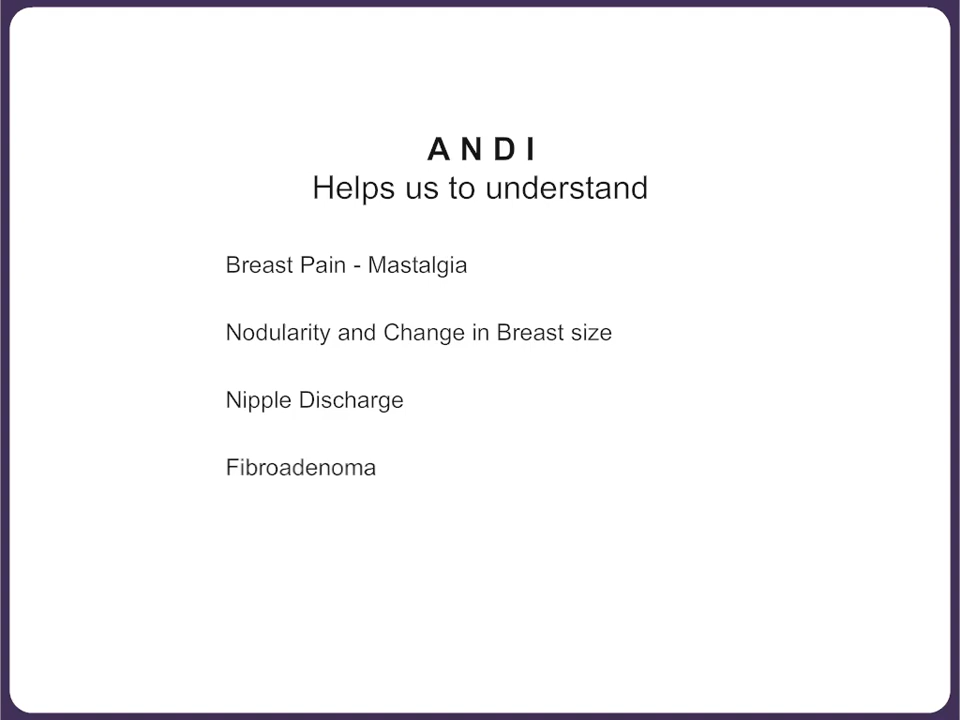 A N D I
Helps us to understand
Breast Pain - Mastalgia
Nodularity and Change in Breast size
Nipple Discharge
Fibroadenoma